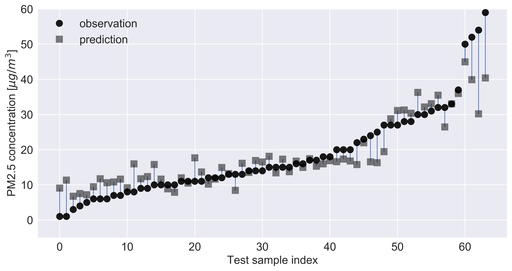 60
50
40
30
20
10
0
PM2.5 concentration [μg/m³]
observation
prediction
0 10 20 30 40 50 60
Test sample index